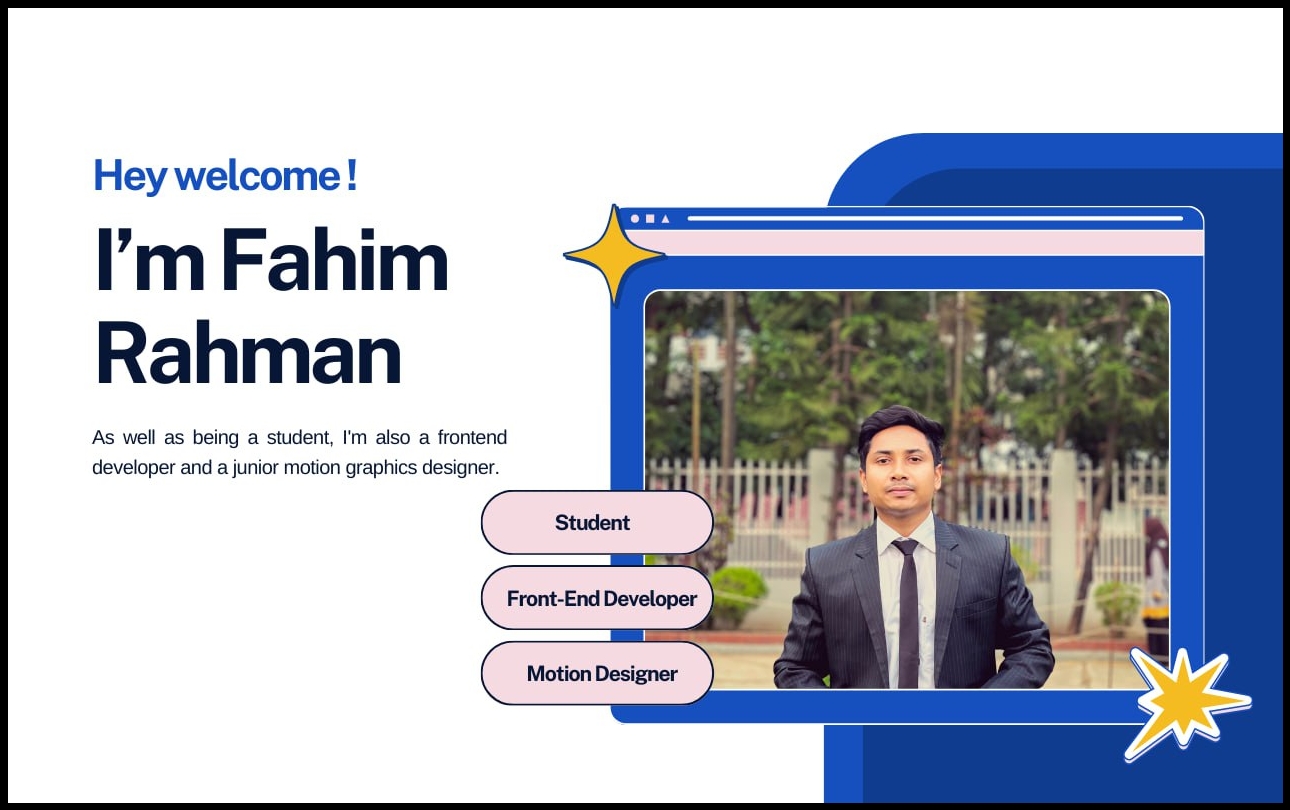 Hey welcome !
I’m Fahim
Rahman
As well as being a student, I'm also a frontend
developer and a junior motion graphics designer.
Student
Front-End Developer
Motion Designer